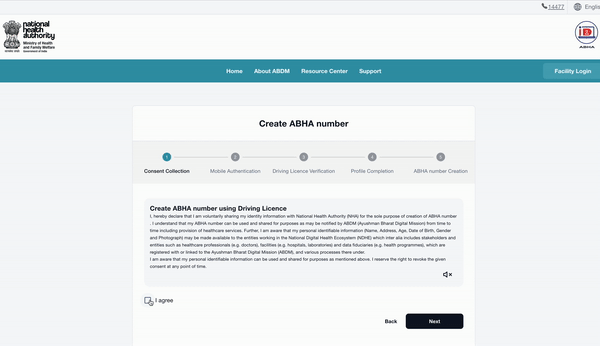 14477
national
health
authority
Ministry of Health
and Family Welfare
Government of India
ABHA
Home About ABDM Resource Center Support Facility Login
Create ABHA number
1 2 3 4 5
Consent Collection Mobile Authentication Driving Licence Verification Profile Completion ABHA number Creation
Create ABHA number using Driving Licence
I, hereby declare that I am voluntarily sharing my identity information with National Health Authority (NHA) for the sole purpose of creation of ABHA number
. I understand that my ABHA number can be used and shared for purposes as may be notified by ABDM (Ayushman Bharat Digital Mission) from time to
time including provision of healthcare services. Further, I am aware that my personal identifiable information (Name, Address, Age, Date of Birth, Gender
and Photograph) may be made available to the entities working in the National Digital Health Ecosystem (NDHE) which inter alia includes stakeholders and
entities such as healthcare professionals (e.g. doctors), facilities (e.g. hospitals, laboratories) and data fiduciaries (e.g. health programmes), which are
registered with or linked to the Ayushman Bharat Digital Mission (ABDM), and various processes there under.
I am aware that my personal identifiable information can be used and shared for purposes as mentioned above. I reserve the right to revoke the given
consent at any point of time.
I agree
Back Next